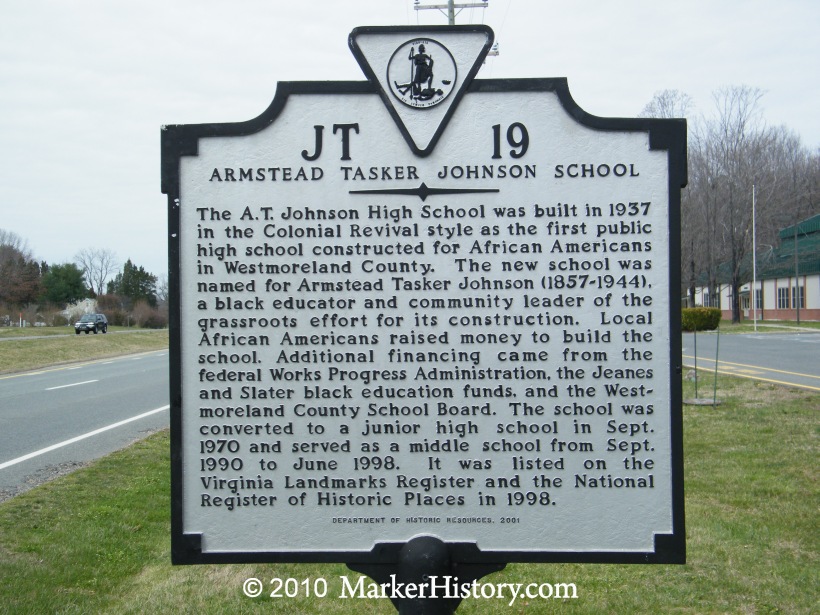 JT 19
ARMSTEAD TASKER JOHNSON SCHOOL
The A.T. Johnson High School was built in 1937
in the Colonial Revival style as the first public
high school constructed for African Americans
in Westmoreland County. The new school was
named for Armstead Tasker Johnson (1857-1944),
a black educator and community leader of the
grassroots effort for its construction. Local
African Americans raised money to build the
school. Additional financing came from the
federal Works Progress Administration, the Jeanes
and Slater black education funds, and the West-
moreland County School Board. The school was
converted to a junior high school in Sept.
1970 and served as a middle school from Sept.
1990 to June 1998. It was listed on the
Virginia Landmarks Register and the National
Register of Historic Places in 1998.
DEPARTMENT OF HISTORIC RESOURCES, 2001
© 2010 MarkerHistory.com